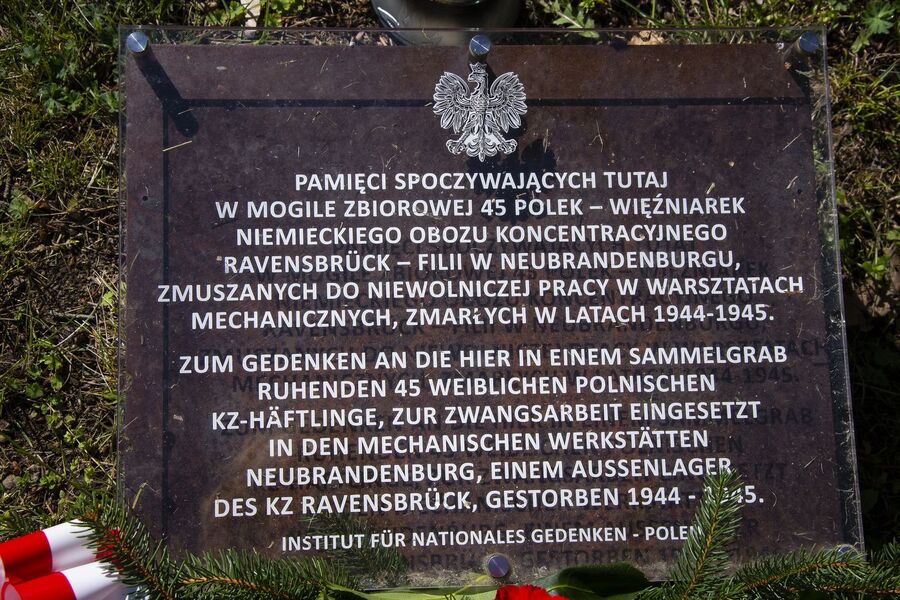 PAMIĘCI SPOCZYWAJĄCYCH TUTAJ
W MOGILE ZBIOROWEJ 45 POLEK – WIĘŹNIAREK
NIEMIECKIEGO OBOZU KONCENTRACYJNEGO
RAVENSBRÜCK – FILII W NEUBRANDENBURGU,
ZMUSZANYCH DO NIEWOLNICZEJ PRACY W WARSZTATACH
MECHANICZNYCH, ZMARŁYCH W LATACH 1944-1945.
ZUM GEDENKEN AN DIE HIER IN EINEM SAMMELGRAB
RUHENDEN 45 WEIBLICHEN POLNISCHEN
KZ-HÄFTLINGE, ZUR ZWANGSARBEIT EINGESETZT
IN DEN MECHANISCHEN WERKSTÄTTEN
NEUBRANDENBURG, EINEM AUSSENLAGER
DES KZ RAVENSBRÜCK, GESTORBEN 1944 - 1945.
INSTITUT FÜR NATIONALES GEDENKEN - POLEN